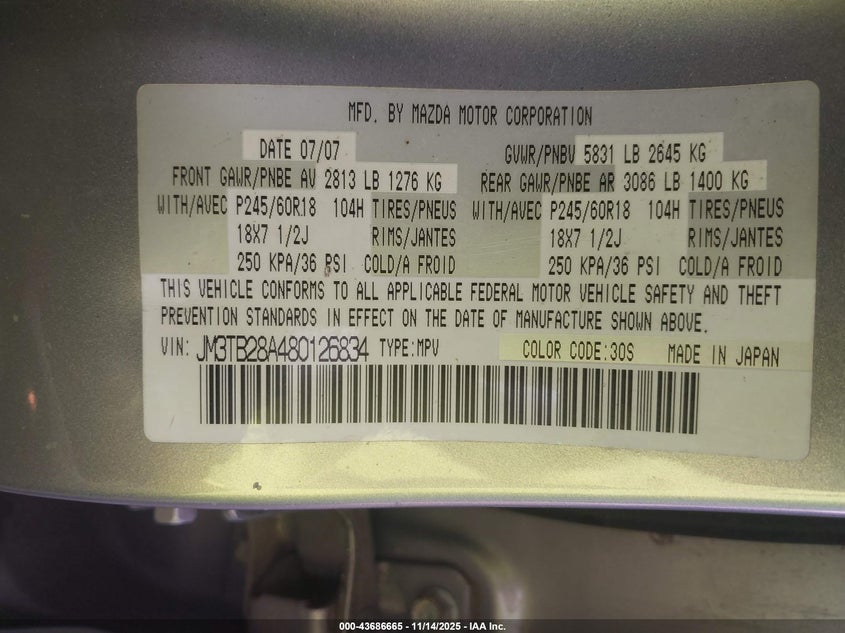 MFD. BY MAZDA MOTOR CORPORATION
DATE 07/07 GVWR/PNBV 5831 LB 2645 KG
FRONT GAWR/PNBE AV 2813 LB 1276 KG REAR GAWR/PNBE AR 3086 LB 1400 KG
WITH/AVEC P245/60R18 104H TIRES/PNEUS WITH/AVEC P245/60R18 104H TIRES/PNEUS
18X7 1/2J RIMS/JANTES 18X7 1/2J RIMS/JANTES
250 KPA/36 PSI COLD/A FROID 250 KPA/36 PSI COLD/A FROID
THIS VEHICLE CONFORMS TO ALL APPLICABLE FEDERAL MOTOR VEHICLE SAFETY AND THEFT
PREVENTION STANDARDS IN EFFECT ON THE DATE OF MANUFACTURE SHOWN ABOVE.
VIN: JM3TB28A480126834 TYPE:MPV COLOR CODE:30S MADE IN JAPAN
000-43686665 - 11/14/2025 - IAA Inc.